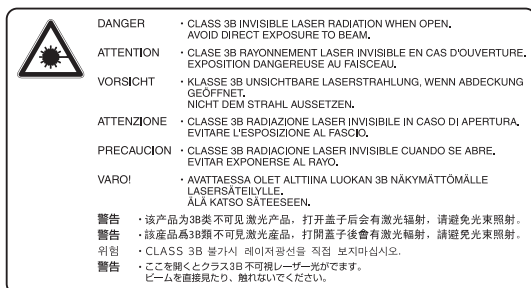 DANGER ・CLASS 3B INVISIBLE LASER RADIATION WHEN OPEN.
AVOID DIRECT EXPOSURE TO BEAM.
ATTENTION ・CLASE 3B RAYONNEMENT LASER INVISIBLE EN CAS D'OUVERTURE.
EXPOSITION DANGEREUSE AU FAISCEAU.
VORSICHT ・KLASSE 3B UNSICHTBARE LASERSTRAHLUNG, WENN ABDECKUNG
GEÖFFNET.
NICHT DEM STRAHL AUSSETZEN.
ATTENZIONE ・CLASSE 3B RADIAZIONE LASER INVISIBILE IN CASO DI APERTURA.
EVITARE L'ESPOSIZIONE AL FASCIO.
PRECAUCION ・CLASSE 3B RADIACIONE LASER INVISIBLE CUANDO SE ABRE.
EVITAR EXPONERSE AL RAYO.
VARO! ・AVATTAESSA OLET ALTTIINA LUOKAN 3B NÄKYMÄTTÖMÄLLE
LASERSÄTEILYLLE.
ÄLÄ KATSO SÄTEESEEN.
警告 ・该产品为3B类不可见激光产品，打开盖子后会有激光辐射，请避免光束照射。
警告 ・該産品爲3B類不可見激光産品，打開蓋子後會有激光輻射，請避免光束照射。
위험 ・CLASS 3B 불가시 레이저광선을 직접 보지마십시오.
警告 ・ここを開くとクラス3B不可視レーザー光がでます。
ビームを直接見たり、触れないでください。